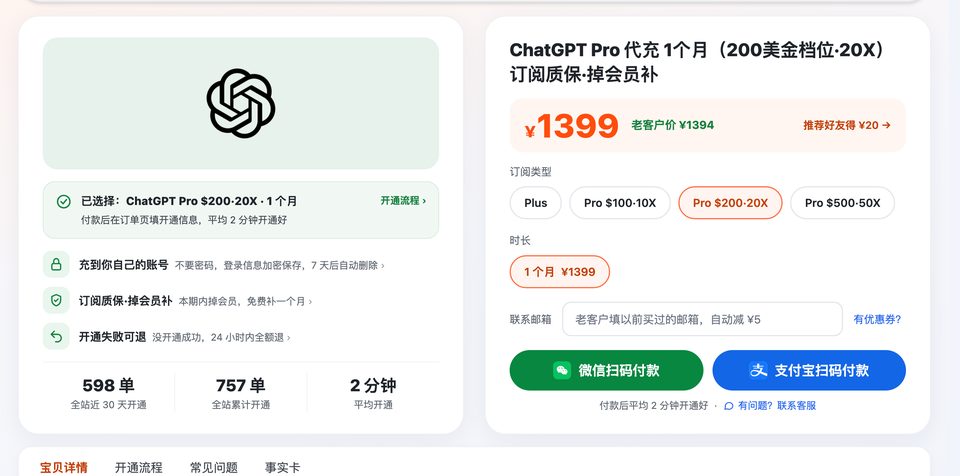 已选择：ChatGPT Pro $200·20X · 1 个月
开通流程 ›
付款后在订单页填开通信息，平均 2 分钟开通好
充到你自己的账号 不要密码，登录信息加密保存，7 天后自动删除 ›
订阅质保·掉会员补 本期内掉会员，免费补一个月 ›
开通失败可退 没开通成功，24 小时内全额退 ›
598 单
全站近 30 天开通
757 单
全站累计开通
2 分钟
平均开通
ChatGPT Pro 代充 1个月（200美金档位·20X）
订阅质保·掉会员补
¥1399 老客户价 ¥1394 推荐好友得 ¥20 →
订阅类型
Plus
Pro $100·10X
Pro $200·20X
Pro $500·50X
时长
1 个月 ¥1399
联系邮箱 老客户填以前买过的邮箱，自动减 ¥5 有优惠券?
微信扫码付款
支付宝扫码付款
付款后平均 2 分钟开通好 · 有问题？联系客服
宝贝详情 开通流程 常见问题 事实卡